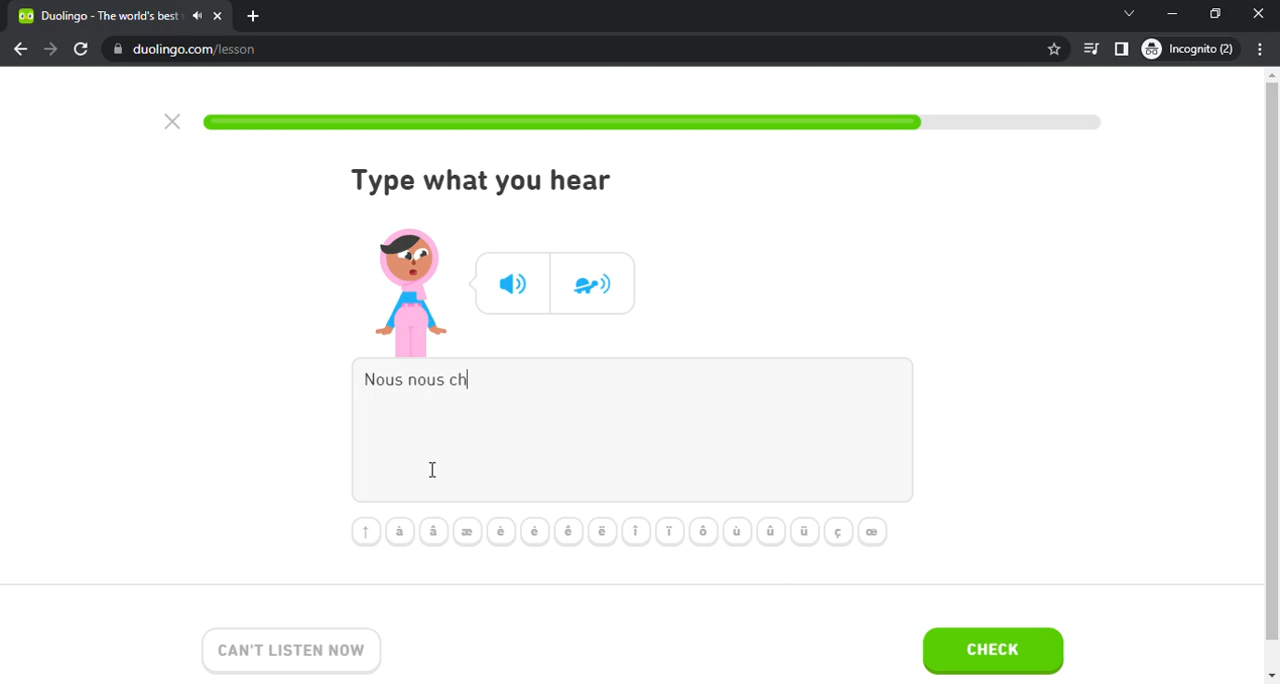 Duolingo - The world's best
duolingo.com/lesson
Incognito (2)
Type what you hear
Nous nous ch
↑ à â æ è é ê ë î ï ô ù û ü ç œ
CAN'T LISTEN NOW
CHECK